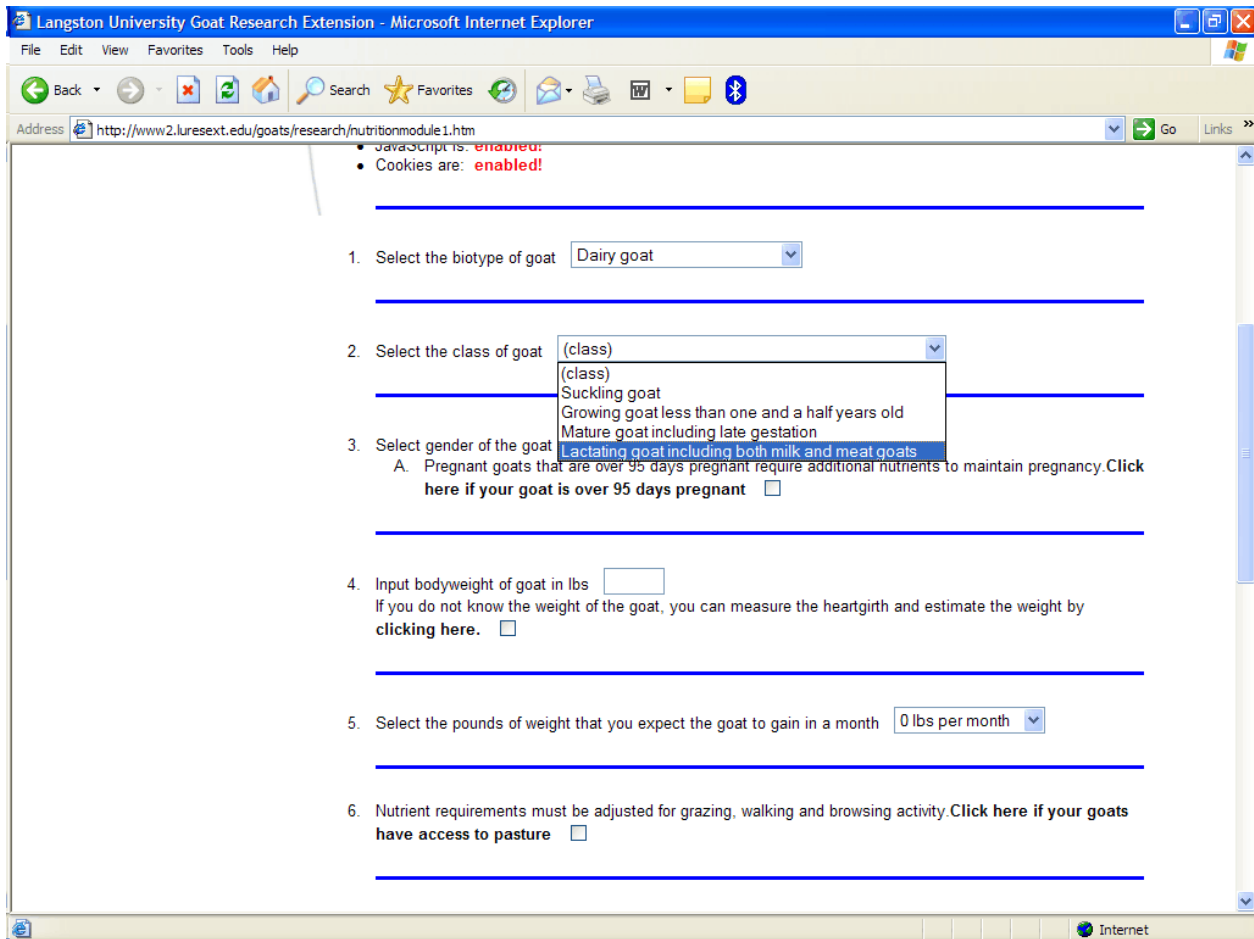 Langston University Goat Research Extension - Microsoft Internet Explorer
File Edit View Favorites Tools Help
Back Search Favorites
Address http://www2.luresext.edu/goats/research/nutritionmodule1.htm Go Links »
• JavaScript is: enabled!
• Cookies are: enabled!
1. Select the biotype of goat Dairy goat
2. Select the class of goat (class)
(class)
Suckling goat
Growing goat less than one and a half years old
Mature goat including late gestation
3. Select gender of the goat Lactating goat including both milk and meat goats
A. Pregnant goats that are over 95 days pregnant require additional nutrients to maintain pregnancy.Click
here if your goat is over 95 days pregnant
4. Input bodyweight of goat in lbs
If you do not know the weight of the goat, you can measure the heartgirth and estimate the weight by
clicking here.
5. Select the pounds of weight that you expect the goat to gain in a month 0 lbs per month
6. Nutrient requirements must be adjusted for grazing, walking and browsing activity.Click here if your goats
have access to pasture
Internet